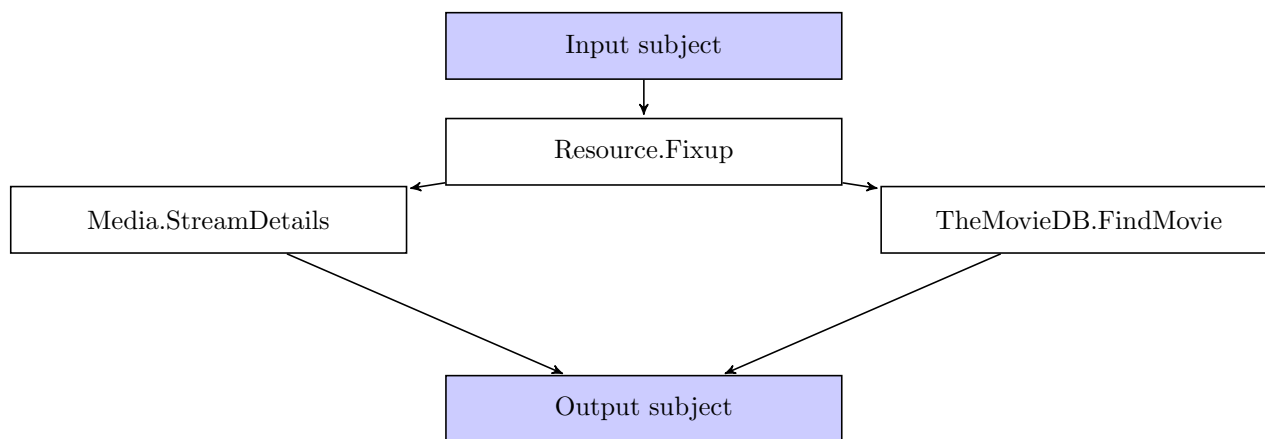 Input subject
Resource.Fixup
Media.StreamDetails
TheMovieDB.FindMovie
Output subject